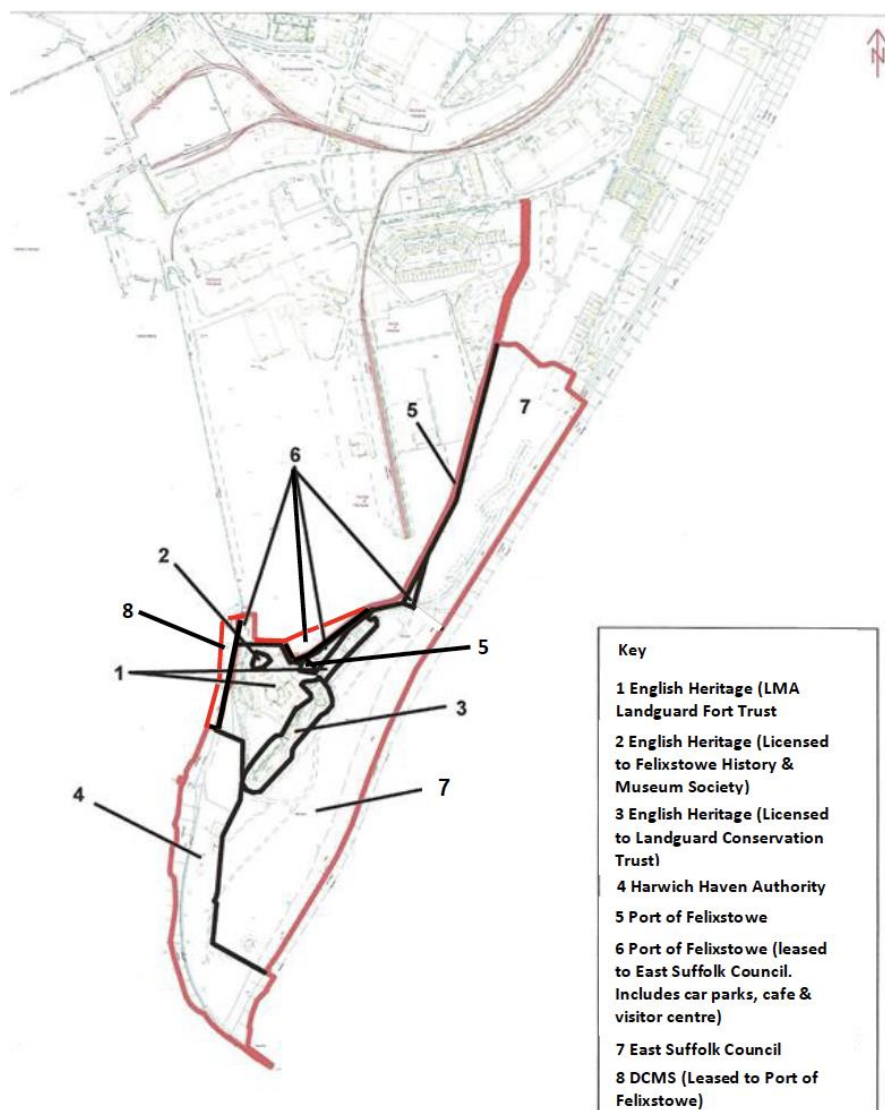 N
7
5
6
2
8
5
1
3
7
4
Key
1 English Heritage (LMA
Landguard Fort Trust
2 English Heritage (Licensed
to Felixstowe History &
Museum Society)
3 English Heritage (Licensed
to Landguard Conservation
Trust)
4 Harwich Haven Authority
5 Port of Felixstowe
6 Port of Felixstowe (leased
to East Suffolk Council.
Includes car parks, cafe &
visitor centre)
7 East Suffolk Council
8 DCMS (Leased to Port of
Felixstowe)